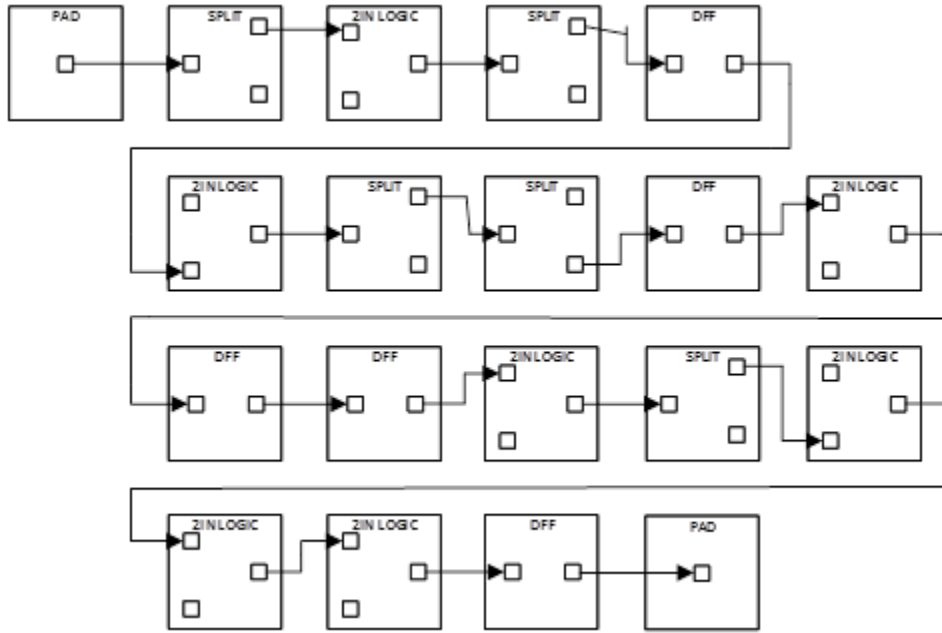 PAD SPLIT 2IN LOGIC SPLIT DFF
2IN LOGIC SPLIT SPLIT DFF 2IN LOGIC
DFF DFF 2IN LOGIC SPLIT 2IN LOGIC
2IN LOGIC 2IN LOGIC DFF PAD